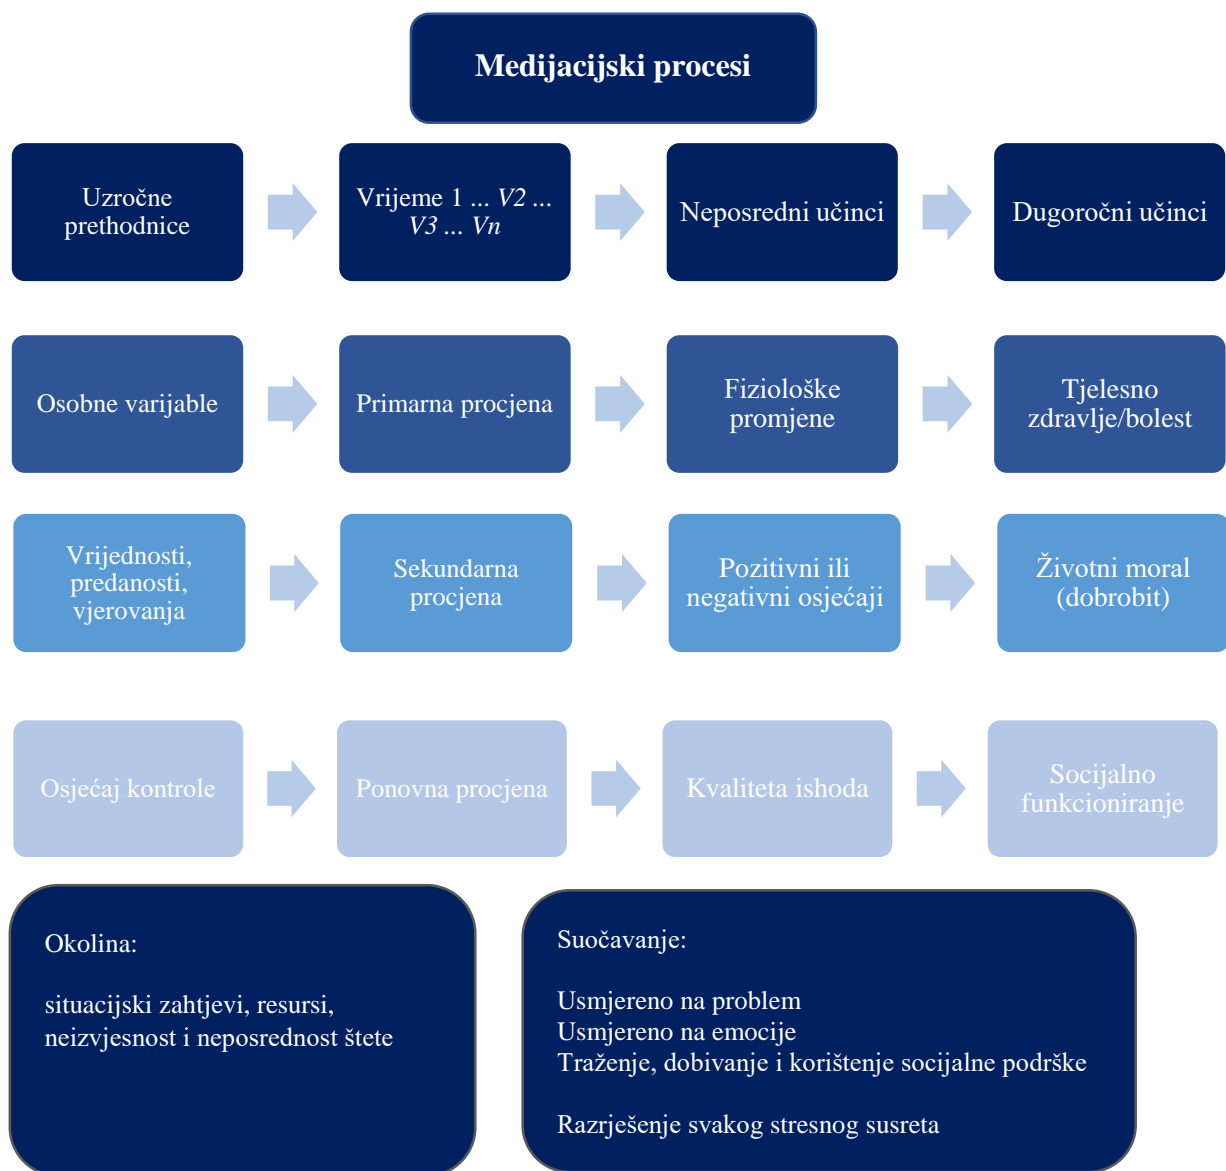 Medijacijski procesi
Uzročne
prethodnice
Vrijeme 1 ... V2 ...
V3 ... Vn
Neposredni učinci
Dugoročni učinci
Osobne varijable
Primarna procjena
Fiziološke
promjene
Tjelesno
zdravlje/bolest
Vrijednosti,
predanosti,
vjerovanja
Sekundarna
procjena
Pozitivni ili
negativni osjećaji
Životni moral
(dobrobit)
Osjećaj kontrole
Ponovna procjena
Kvaliteta ishoda
Socijalno
funkcioniranje
Okolina:
situacijski zahtjevi, resursi,
neizvjesnost i neposrednost štete
Suočavanje:
Usmjereno na problem
Usmjereno na emocije
Traženje, dobivanje i korištenje socijalne podrške
Razrješenje svakog stresnog susreta